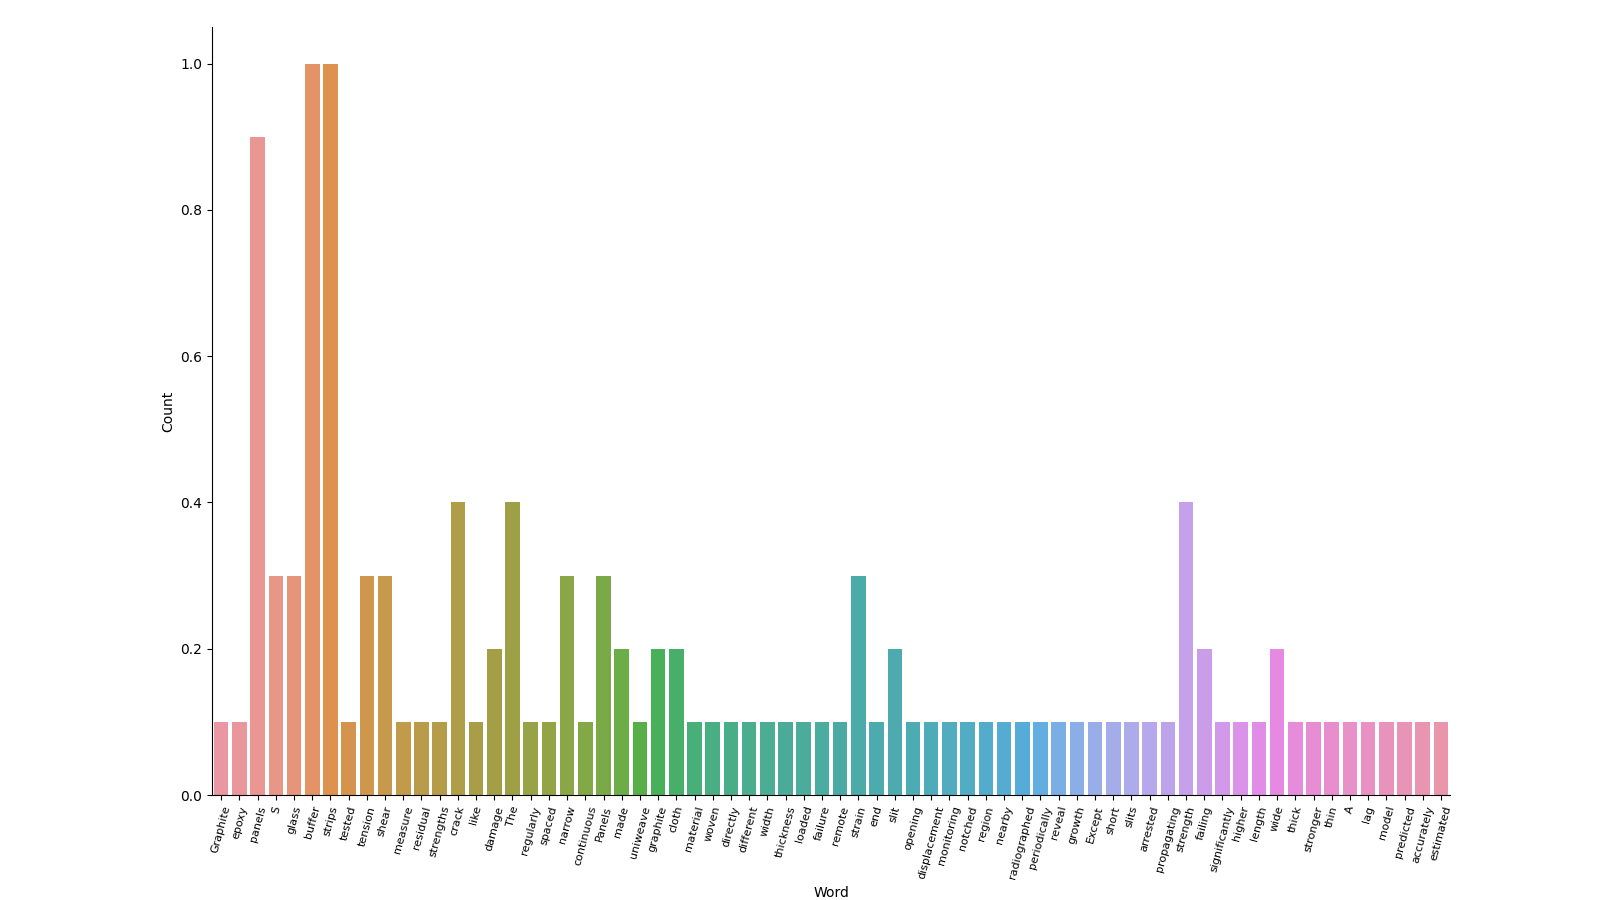 1.0
0.8
0.6
0.4
0.2
0.0
Count
Graphite
epoxy
panels
S
glass
buffer
strips
tested
tension
shear
measure
residual
strengths
crack
like
damage
The
regularly
spaced
narrow
continuous
Panels
made
uniweave
graphite
cloth
material
woven
directly
different
width
thickness
loaded
failure
remote
strain
end
slit
opening
displacement
monitoring
notched
region
nearby
radiographed
periodically
reveal
growth
Except
short
slits
arrested
propagating
strength
failing
significantly
higher
length
wide
thick
stronger
thin
A
lag
model
predicted
accurately
estimated
Word